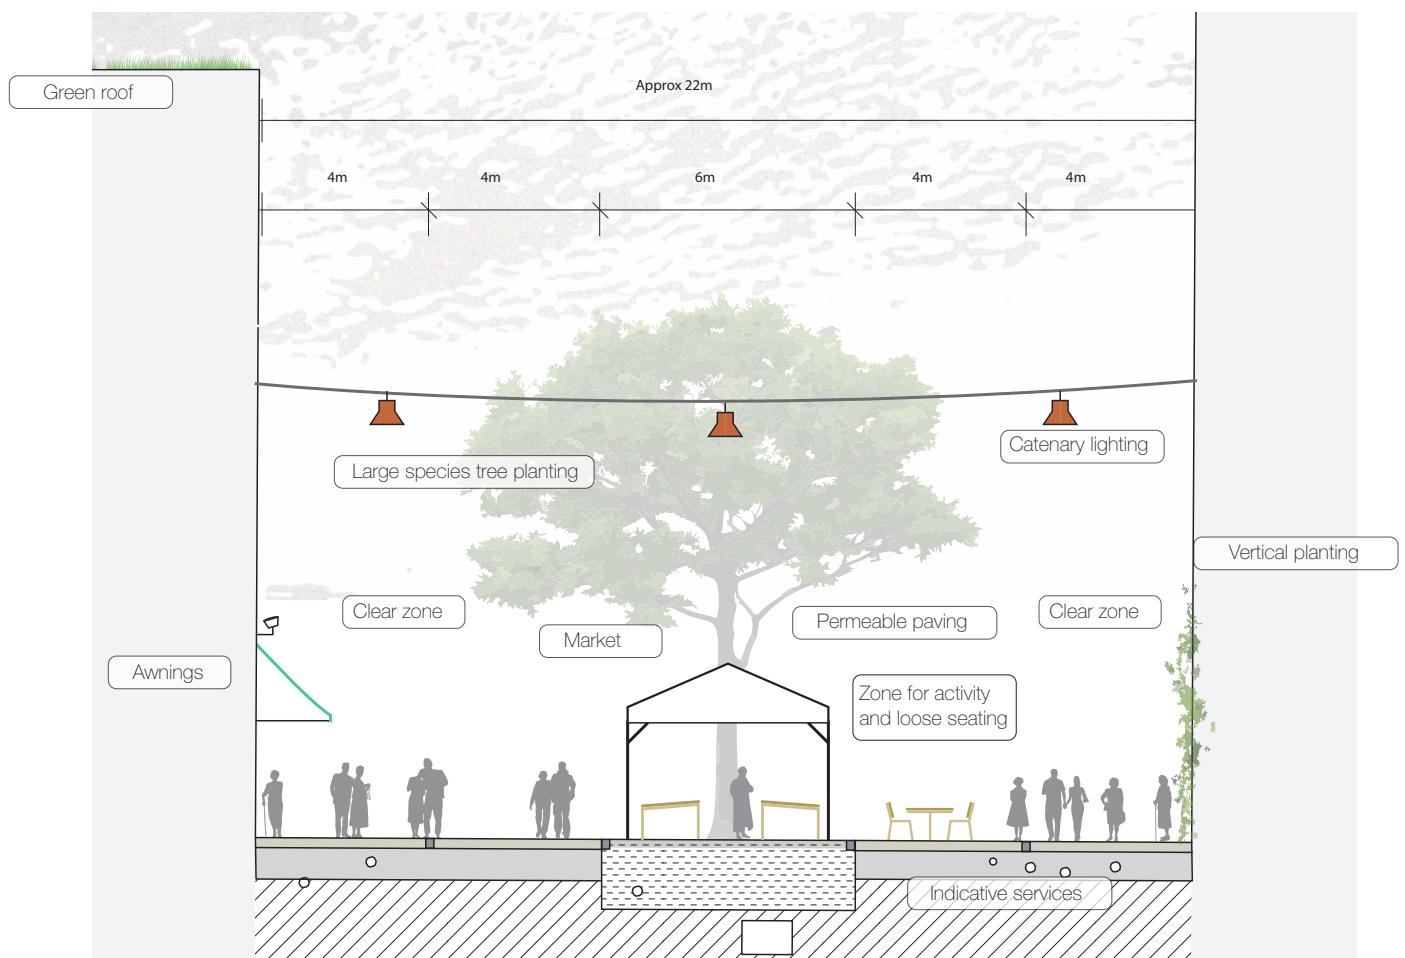 Approx 22m
Green roof
4m
4m
6m
4m
4m
Catenary lighting
Large species tree planting
Vertical planting
Clear zone
Clear zone
Permeable paving
Market
Awnings
Zone for activity
and loose seating
Indicative services